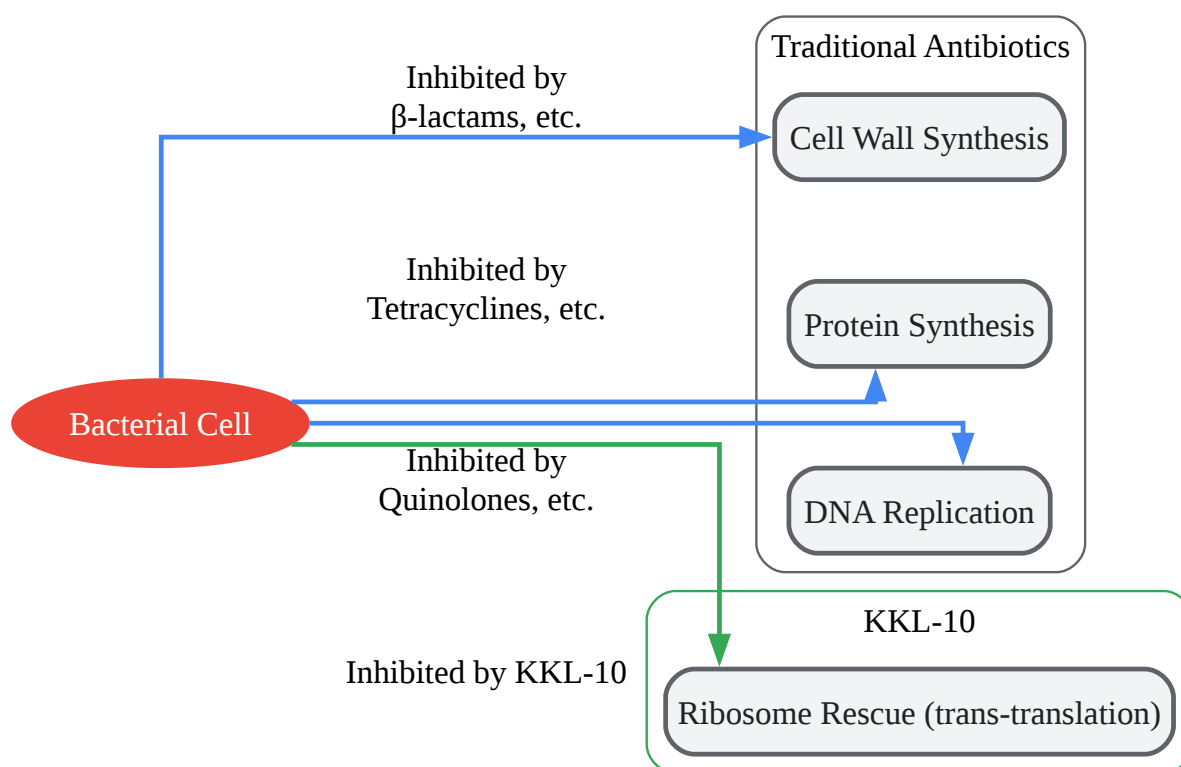 Traditional Antibiotics
Inhibited by
β-lactams, etc.
Cell Wall Synthesis
Inhibited by
Tetracyclines, etc.
Protein Synthesis
Bacterial Cell
Inhibited by
Quinolones, etc.
DNA Replication
KKL-10
Inhibited by KKL-10
Ribosome Rescue (trans-translation)